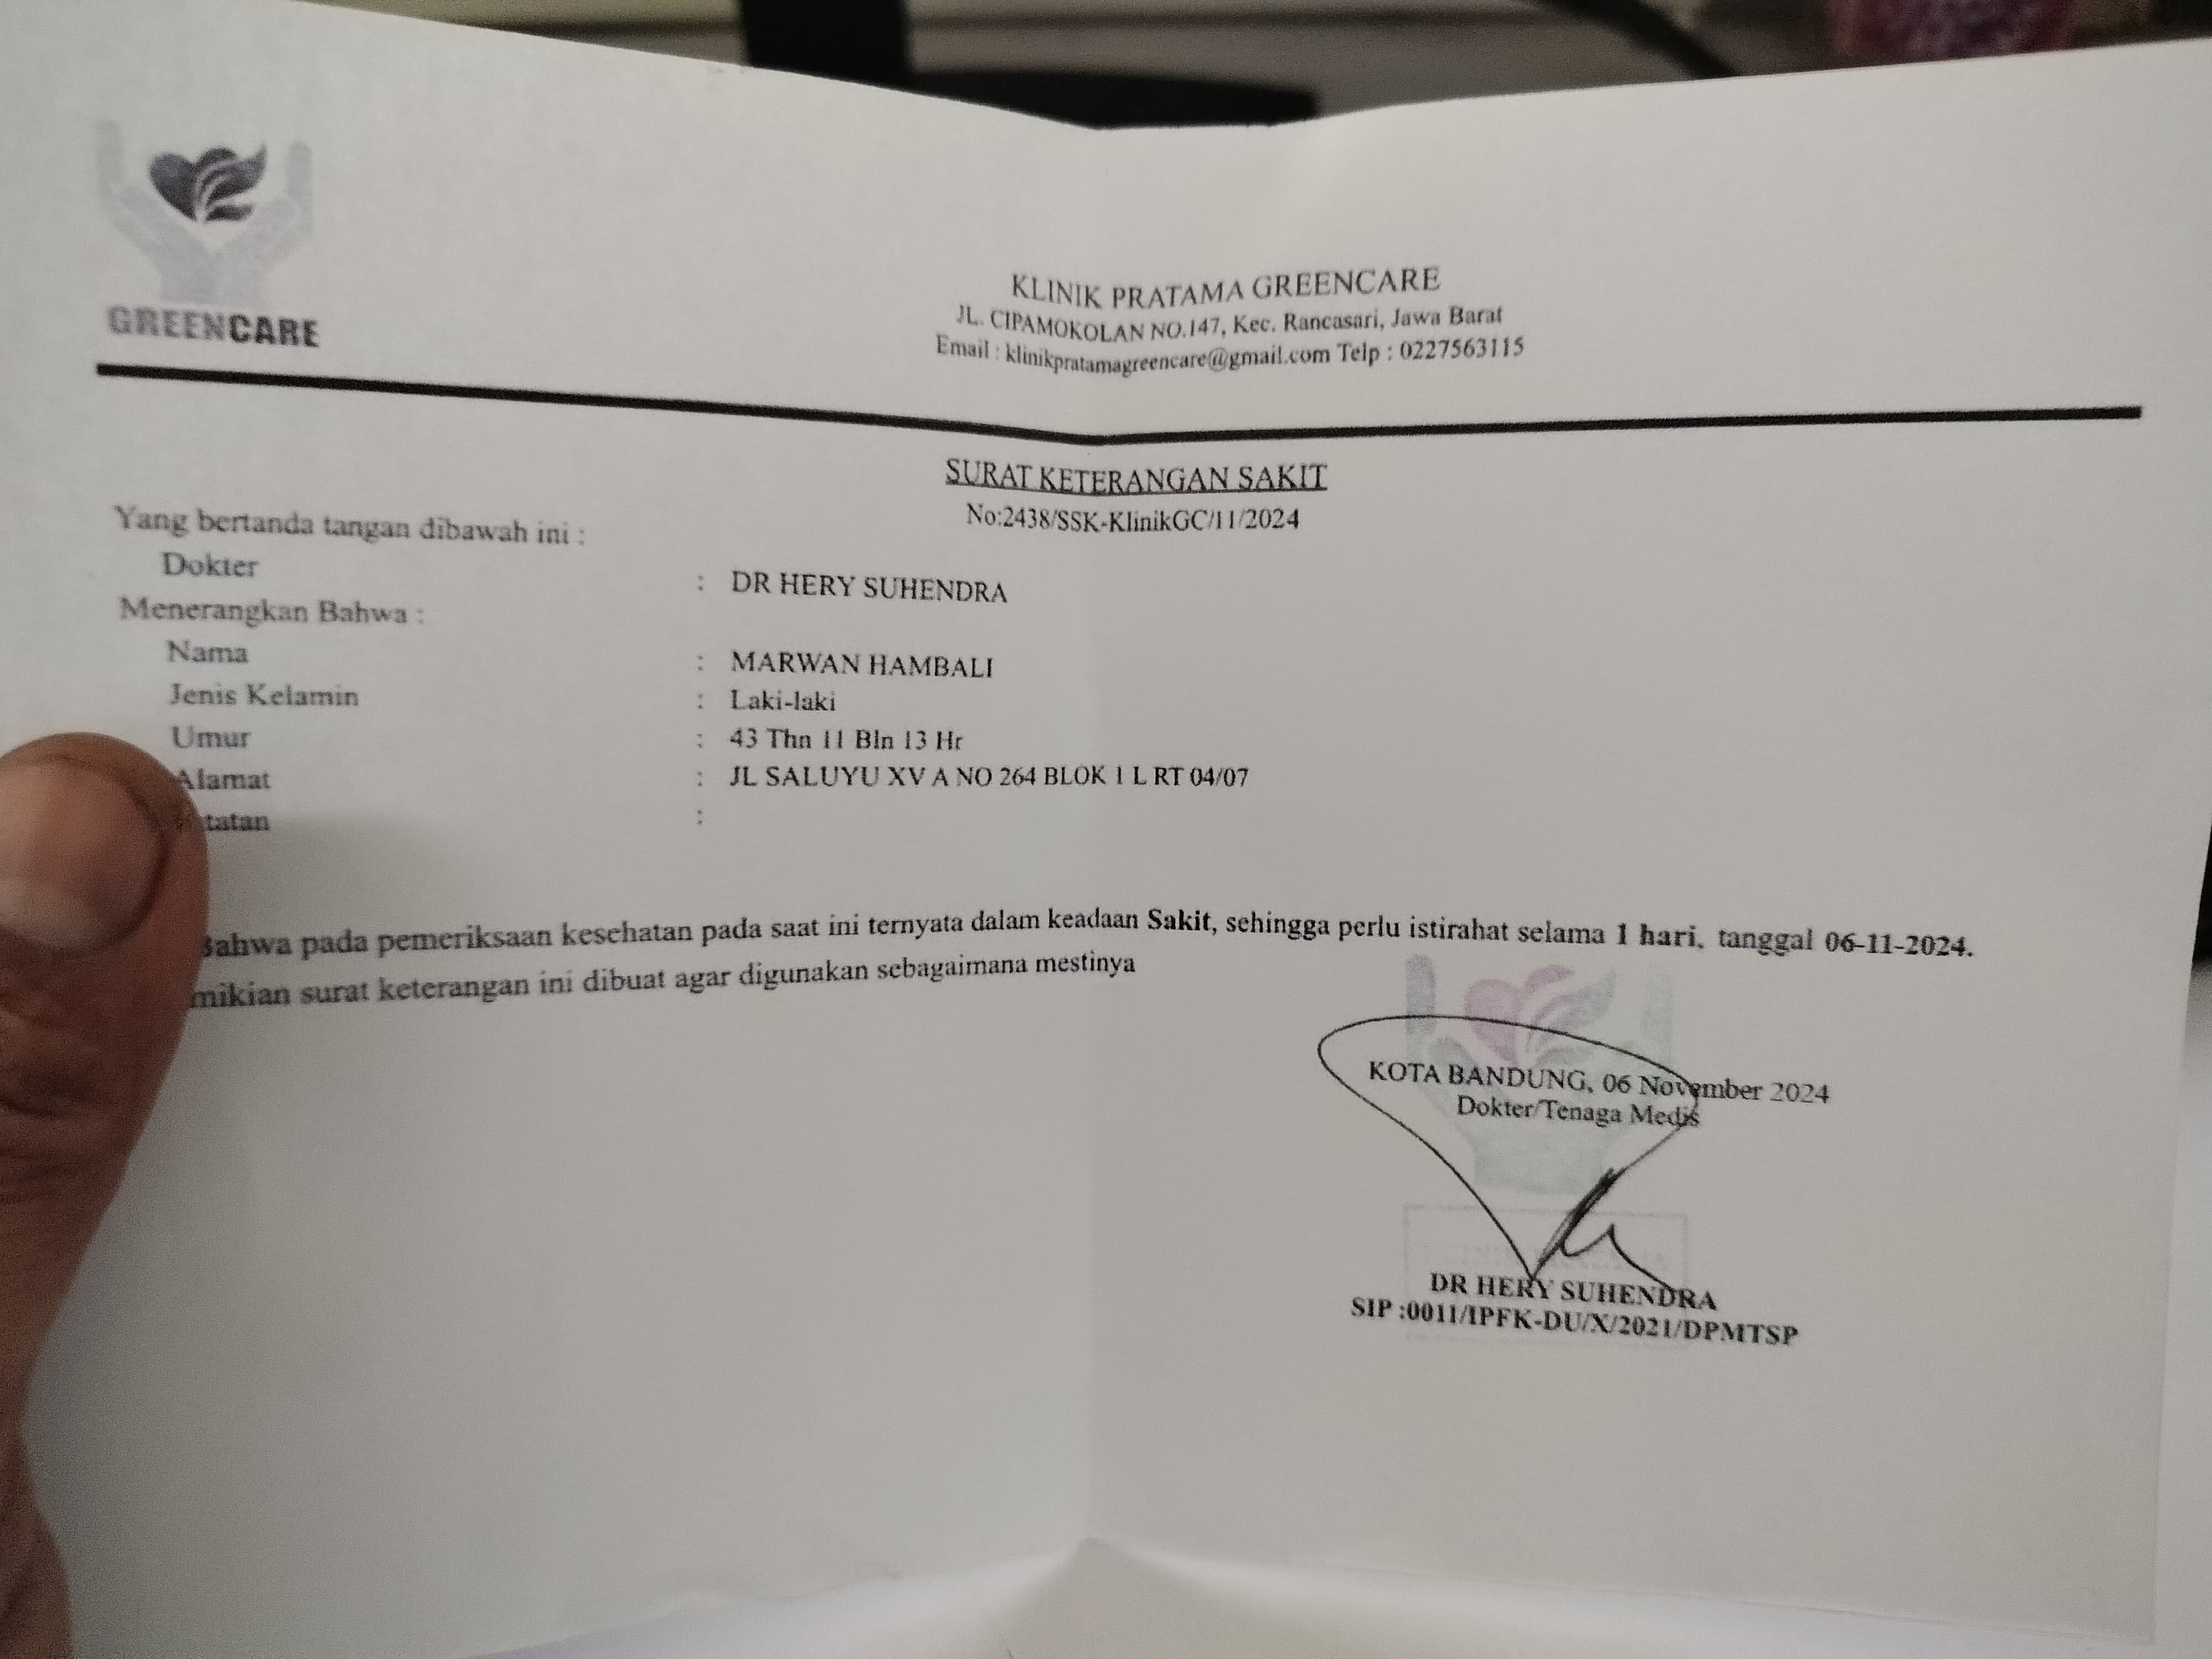 GREENCARE
KLINIK PRATAMA GREENCARE
JL. CIPAMOKOLAN NO.147, Kec. Rancasari, Jawa Barat
Email : klinikpratamagreencare@gmail.com Telp : 0227563115
SURAT KETERANGAN SAKIT
No:2438/SSK-KlinikGC/11/2024
Yang bertanda tangan dibawah ini :
Dokter : DR HERY SUHENDRA
Menerangkan Bahwa :
Nama : MARWAN HAMBALI
Jenis Kelamin : Laki-laki
Umur : 43 Thn 11 Bln 13 Hr
Alamat : JL SALUYU XV A NO 264 BLOK 1 L RT 04/07
tatan :
Bahwa pada pemeriksaan kesehatan pada saat ini ternyata dalam keadaan Sakit, sehingga perlu istirahat selama 1 hari, tanggal 06-11-2024.
mikian surat keterangan ini dibuat agar digunakan sebagaimana mestinya
KOTA BANDUNG, 06 November 2024
Dokter/Tenaga Medis
DR HERY SUHENDRA
SIP :0011/IPFK-DU/X/2021/DPMTSP